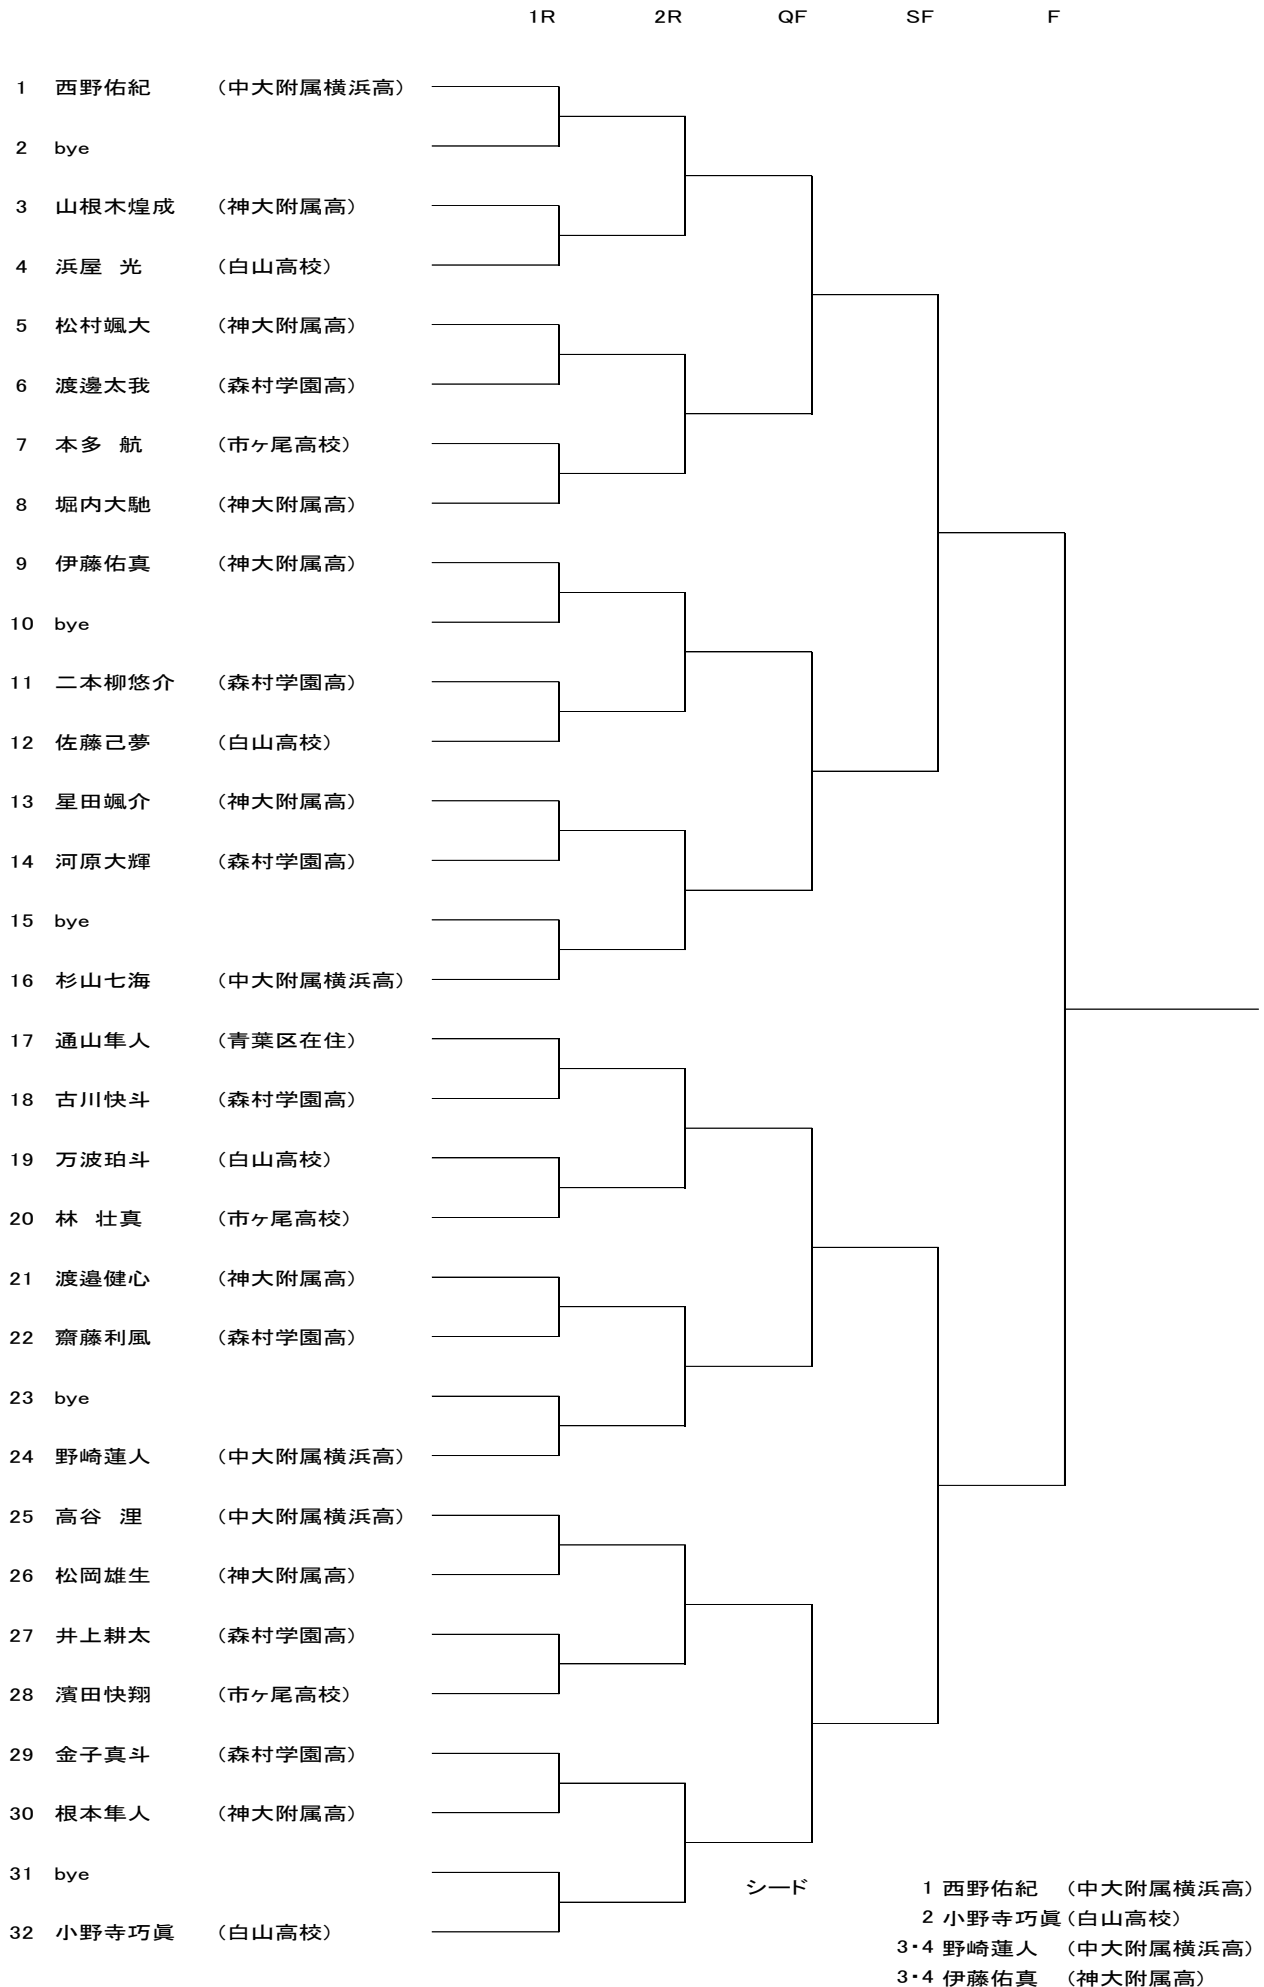 1R 2R QF SF F
1 西野佑紀 （中大附属横浜高）
2 bye
3 山根木煌成 （神大附属高）
4 浜屋 光 （白山高校）
5 松村颯大 （神大附属高）
6 渡邊太我 （森村学園高）
7 本多 航 （市ヶ尾高校）
8 堀内大馳 （神大附属高）
9 伊藤佑真 （神大附属高）
10 bye
11 二本柳悠介 （森村学園高）
12 佐藤己夢 （白山高校）
13 星田颯介 （神大附属高）
14 河原大輝 （森村学園高）
15 bye
16 杉山七海 （中大附属横浜高）
17 通山隼人 （青葉区在住）
18 古川快斗 （森村学園高）
19 万波珀斗 （白山高校）
20 林 壮真 （市ヶ尾高校）
21 渡邉健心 （神大附属高）
22 齋藤利風 （森村学園高）
23 bye
24 野崎蓮人 （中大附属横浜高）
25 高谷 浬 （中大附属横浜高）
26 松岡雄生 （神大附属高）
27 井上耕太 （森村学園高）
28 濱田快翔 （市ヶ尾高校）
29 金子真斗 （森村学園高）
30 根本隼人 （神大附属高）
31 bye
32 小野寺巧眞 （白山高校）
シード 1 西野佑紀 （中大附属横浜高）
2 小野寺巧眞（白山高校）
3・4 野崎蓮人 （中大附属横浜高）
3・4 伊藤佑真 （神大附属高）